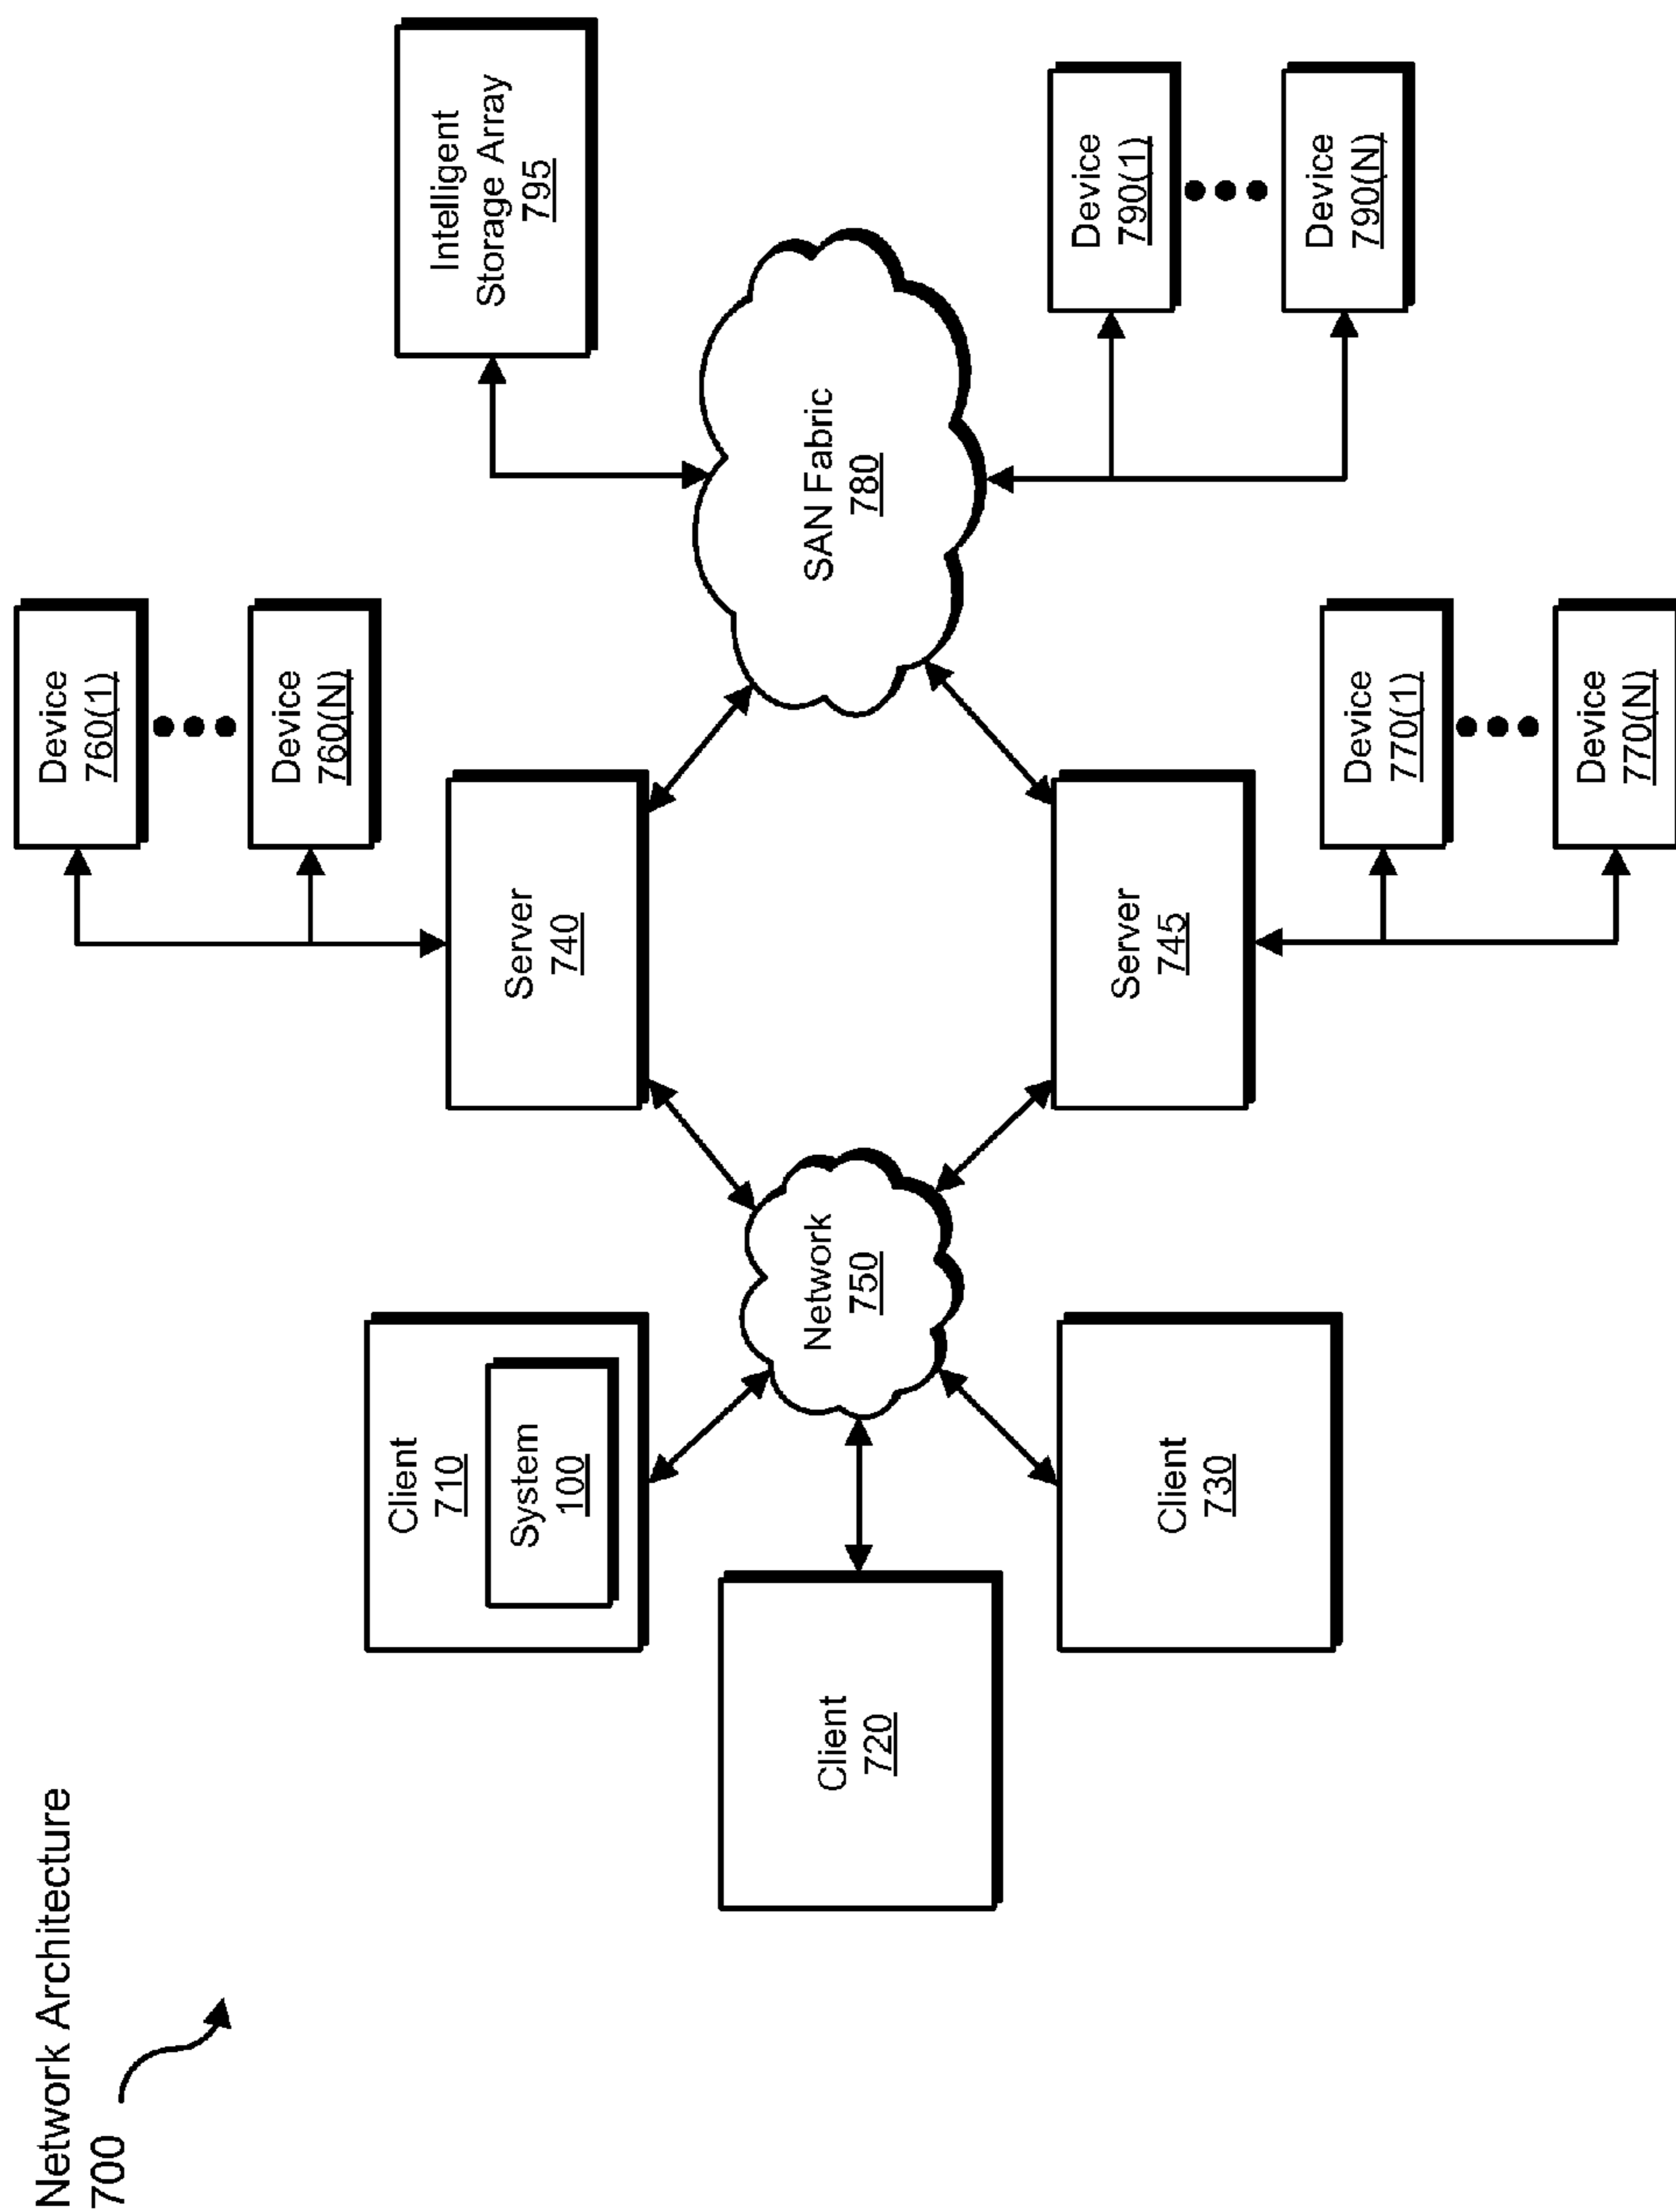 Network Architecture
700
Client
710
System
100
Client
720
Client
730
Network
750
Server
740
Server
745
Device
760(1)
Device
760(N)
Device
770(1)
Device
770(N)
SAN Fabric
780
Intelligent
Storage Array
795
Device
790(1)
Device
790(N)